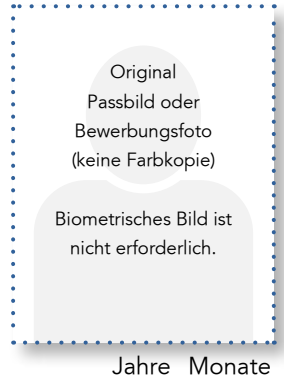 Original
Passbild oder
Bewerbungsfoto
(keine Farbkopie)
Biometrisches Bild ist
nicht erforderlich.
Jahre Monate